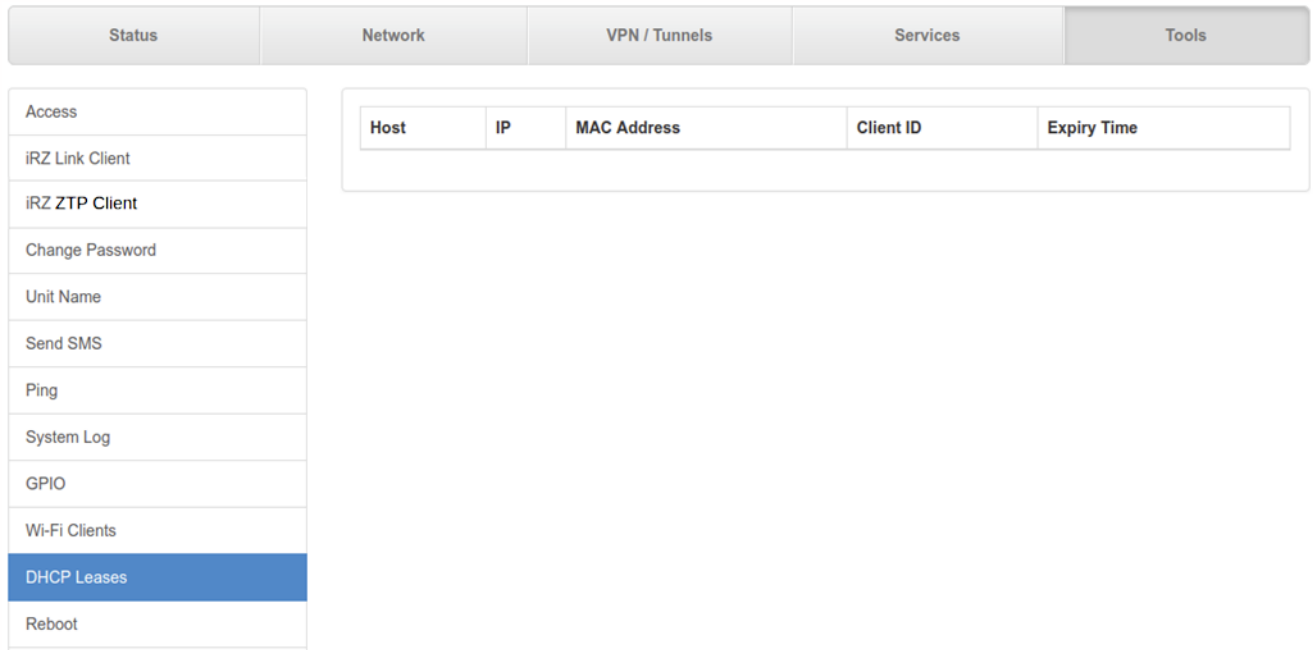 Status Network VPN / Tunnels Services Tools
Access
iRZ Link Client
iRZ ZTP Client
Change Password
Unit Name
Send SMS
Ping
System Log
GPIO
Wi-Fi Clients
DHCP Leases
Reboot
Host IP MAC Address Client ID Expiry Time